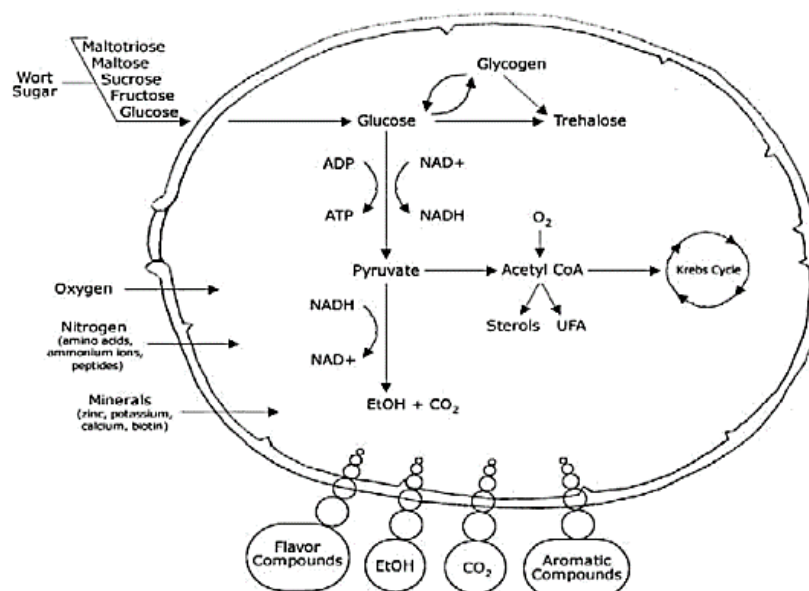 Maltotriose
Maltose
Sucrose
Fructose
Glucose
Wort
Sugar
Glycogen
Glucose
Trehalose
ADP
NAD+
ATP
NADH
O₂
Pyruvate
Acetyl CoA
Krebs Cycle
Oxygen
NADH
Sterols UFA
Nitrogen
(amino acids,
ammonium ions,
peptides)
NAD+
Minerals
(zinc, potassium,
calcium, biotin)
EtOH + CO₂
Flavor
Compounds
EtOH
CO₂
Aromatic
Compounds